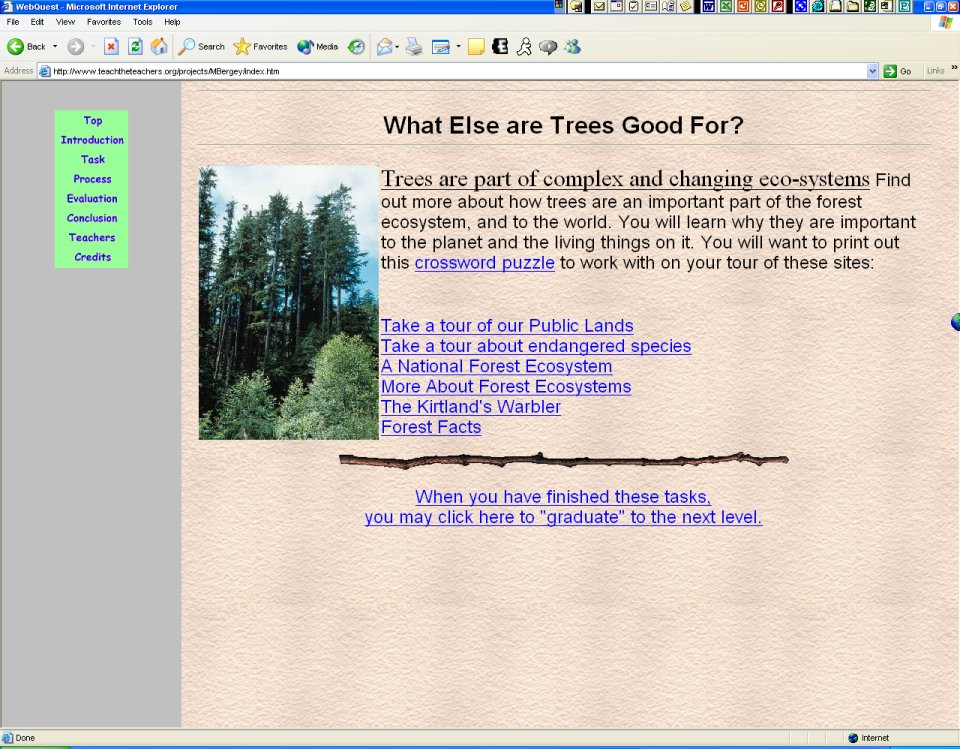 WebQuest - Microsoft Internet Explorer
File Edit View Favorites Tools Help
Back Search Favorites Media
Address http://www.teachtheteachers.org/projects/MBergey/index.htm Go Links »
Top
Introduction
Task
Process
Evaluation
Conclusion
Teachers
Credits
What Else are Trees Good For?
Trees are part of complex and changing eco-systems Find
out more about how trees are an important part of the forest
ecosystem, and to the world. You will learn why they are important
to the planet and the living things on it. You will want to print out
this crossword puzzle to work with on your tour of these sites:
Take a tour of our Public Lands
Take a tour about endangered species
A National Forest Ecosystem
More About Forest Ecosystems
The Kirtland's Warbler
Forest Facts
When you have finished these tasks,
you may click here to "graduate" to the next level.
Done Internet